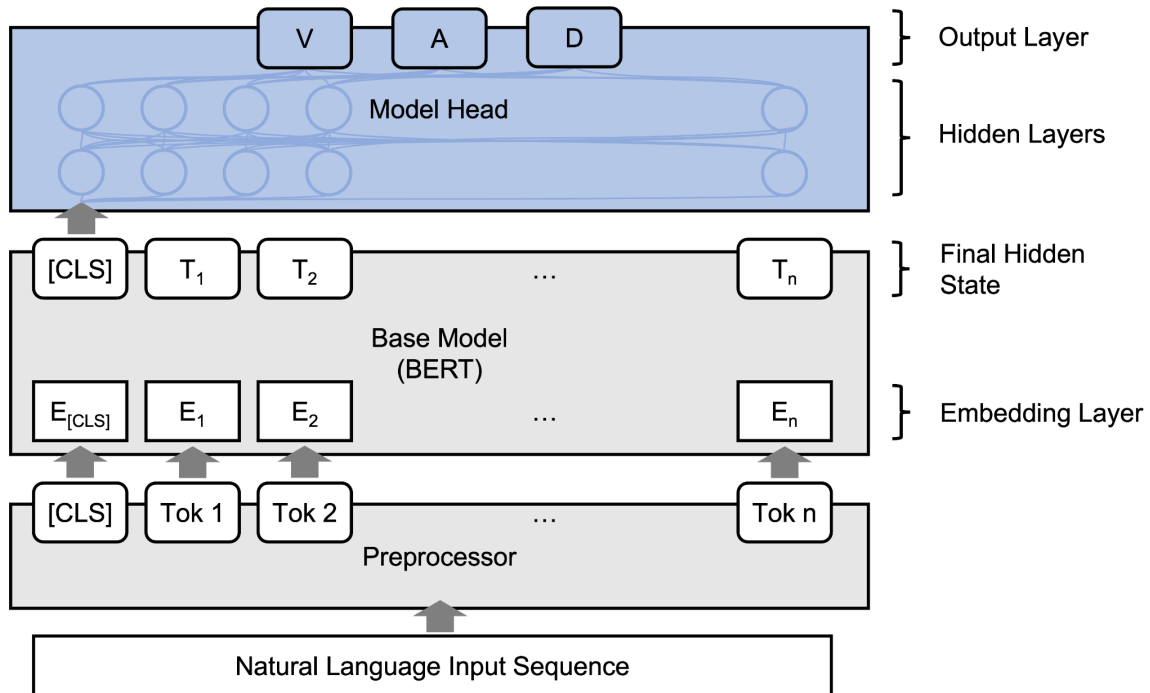 V A D Output Layer
Model Head
Hidden Layers
[CLS] T1 T2 … Tn Final Hidden
State
Base Model
(BERT)
E[CLS] E1 E2 … En Embedding Layer
[CLS] Tok 1 Tok 2 … Tok n
Preprocessor
Natural Language Input Sequence